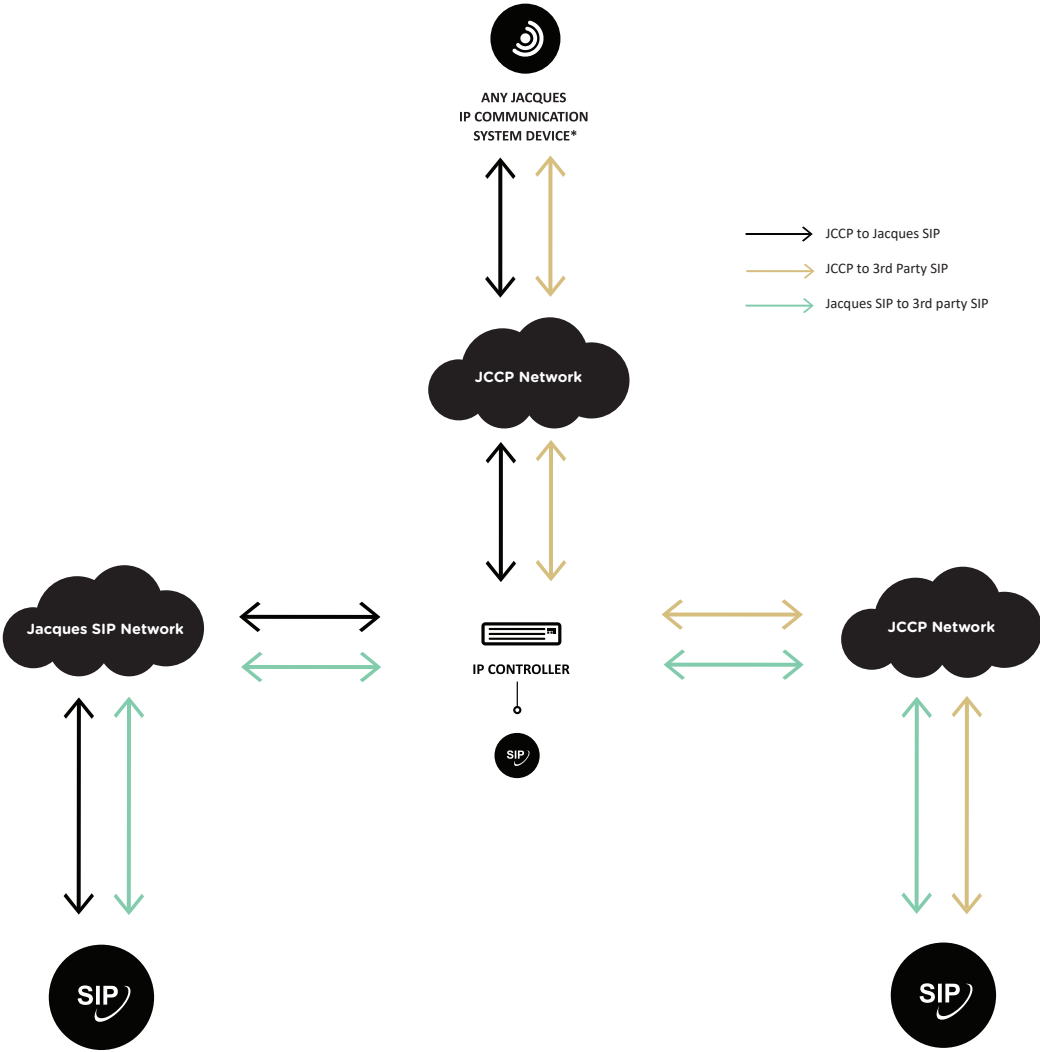 ANY JACQUES
IP COMMUNICATION
SYSTEM DEVICE*
JCCP to Jacques SIP
JCCP to 3rd Party SIP
Jacques SIP to 3rd party SIP
JCCP Network
Jacques SIP Network
JCCP Network
IP CONTROLLER
SIP
SIP
SIP